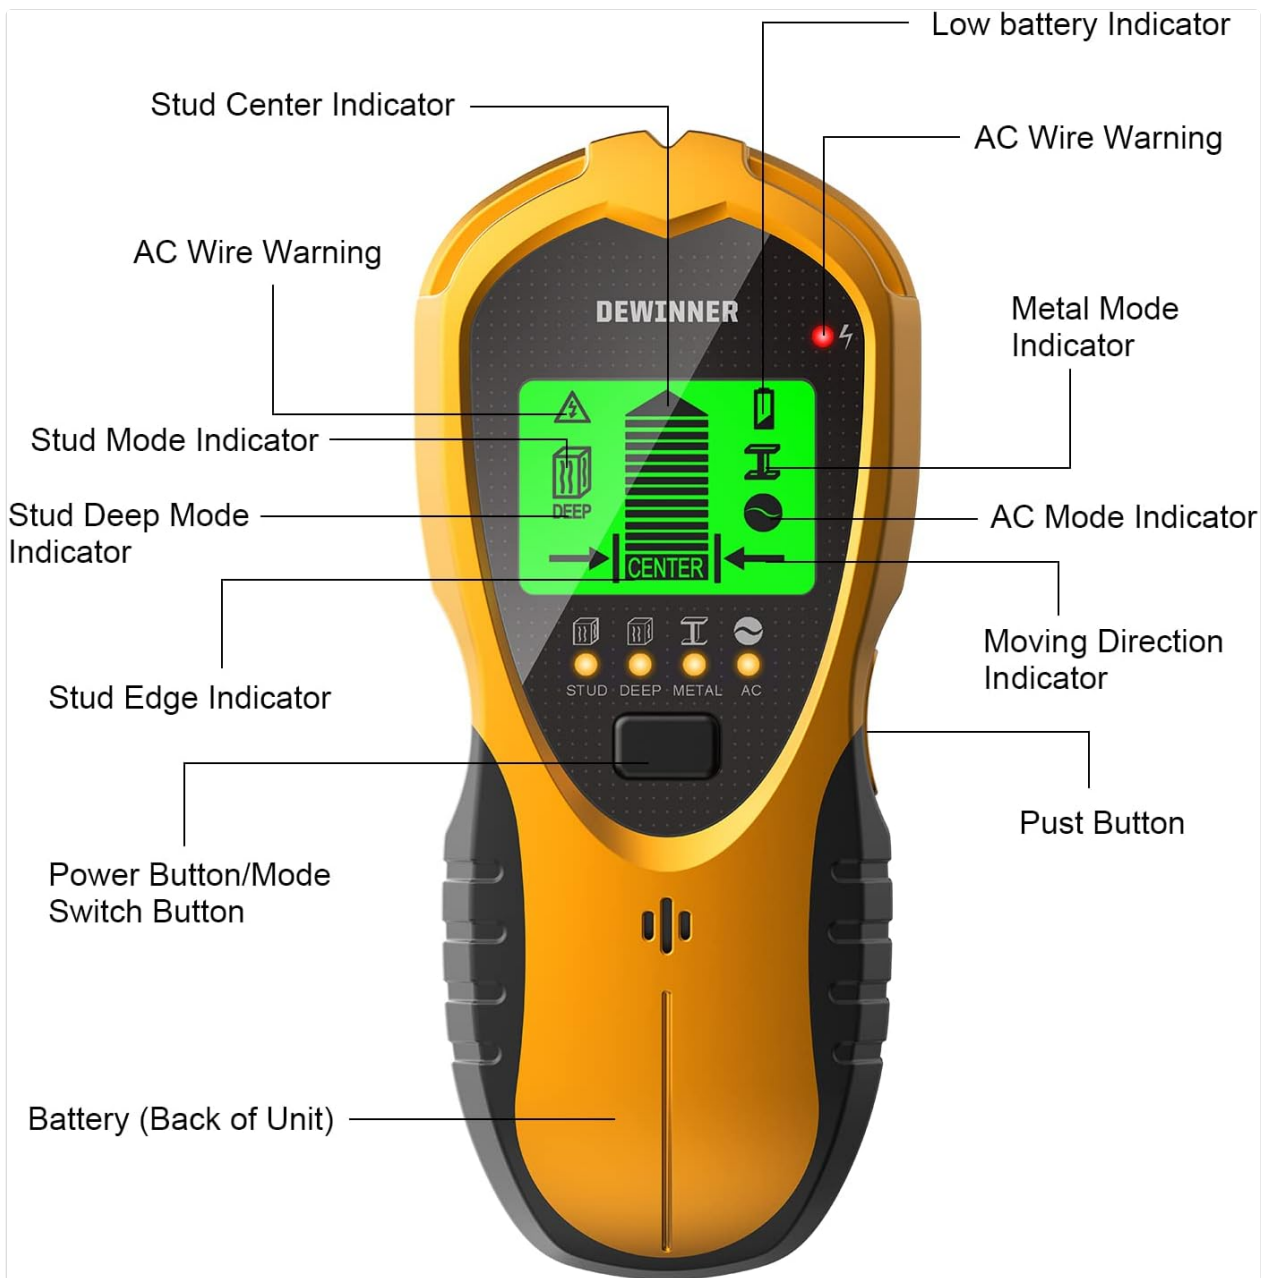 Low battery Indicator
Stud Center Indicator
AC Wire Warning
AC Wire Warning
DEWINNER
Metal Mode
Indicator
Stud Mode Indicator
DEEP
Stud Deep Mode
Indicator
AC Mode Indicator
CENTER
Moving Direction
Indicator
STUD DEEP METAL AC
Stud Edge Indicator
Pust Button
Power Button/Mode
Switch Button
Battery (Back of Unit)